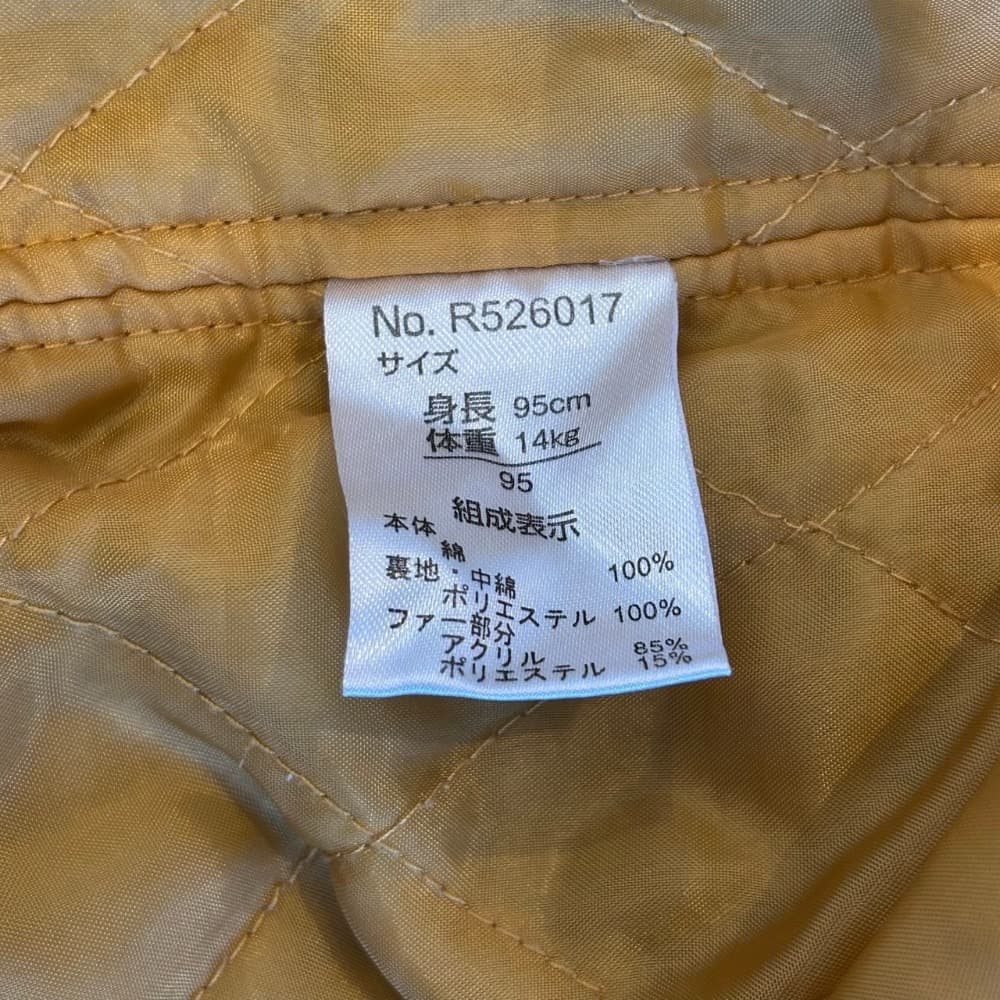 No. R526017
サイズ
身長 95cm
体重 14kg
95
組成表示
本体
綿 100%
裏地・中綿
ポリエステル 100%
ファー部分
アクリル 85%
ポリエステル 15%